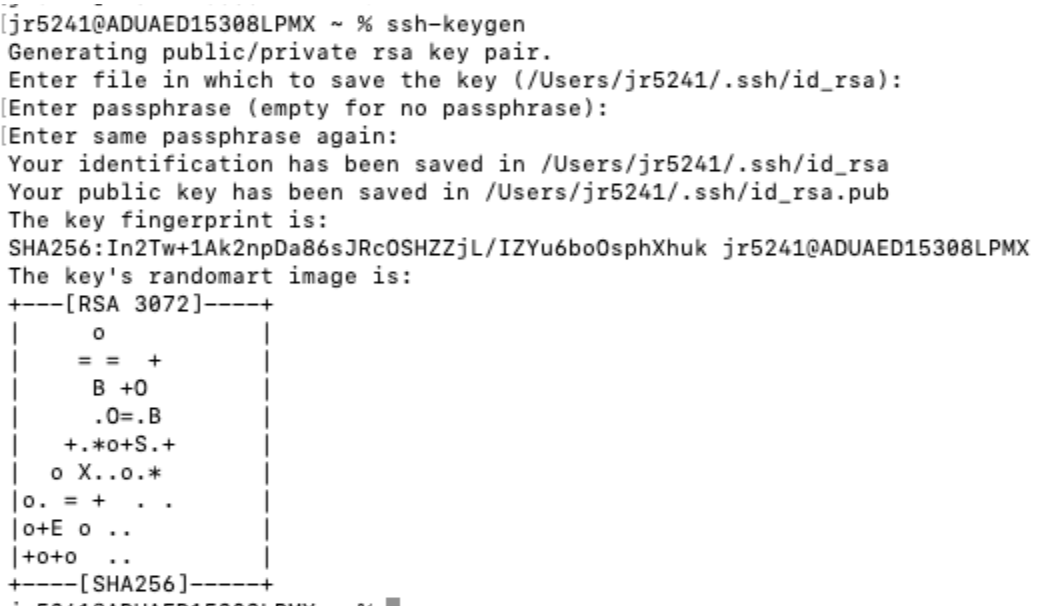 [jr5241@ADUAED15308LPMX ~ % ssh-keygen
Generating public/private rsa key pair.
Enter file in which to save the key (/Users/jr5241/.ssh/id_rsa):
[Enter passphrase (empty for no passphrase):
[Enter same passphrase again:
Your identification has been saved in /Users/jr5241/.ssh/id_rsa
Your public key has been saved in /Users/jr5241/.ssh/id_rsa.pub
The key fingerprint is:
SHA256:In2Tw+1Ak2npDa86sJRcOSHZZjL/IZYu6boOsphXhuk jr5241@ADUAED15308LPMX
The key's randomart image is:
+---[RSA 3072]----+
|     o           |
|    = =  +       |
|     B +O        |
|     .O=.B       |
|   +.*o+S.+      |
|  o X..o.*       |
|o. = +  . .      |
|o+E o ..         |
|+o+o  ..         |
+----[SHA256]-----+